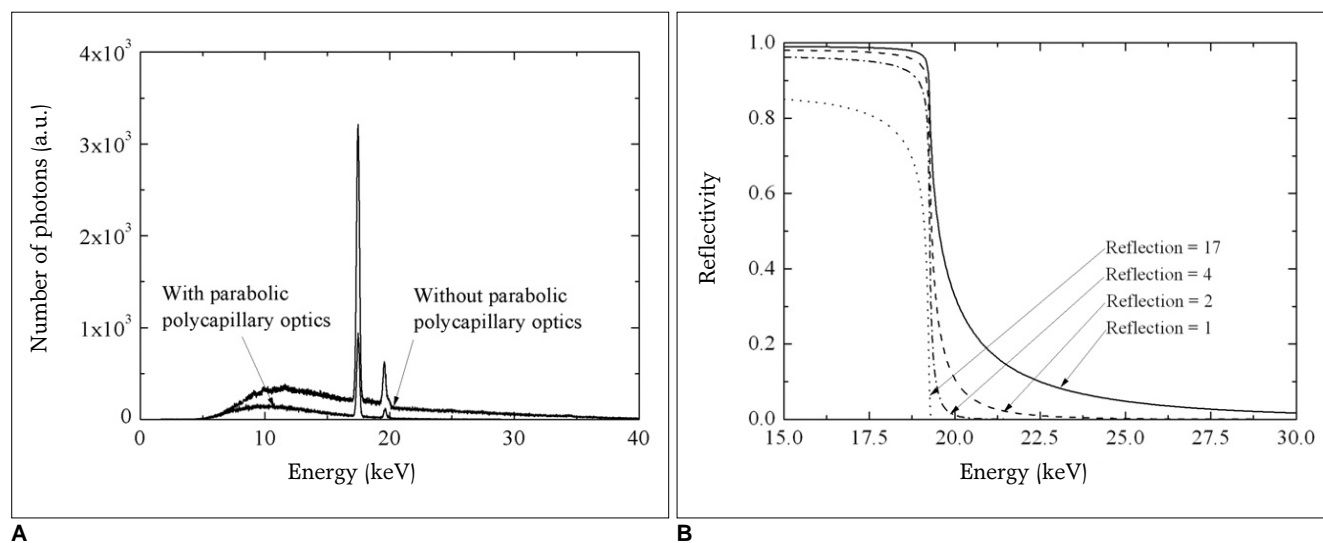 4x10³
3x10³
2x10³
1x10³
0
Number of photons (a.u.)
With parabolic
polycapillary optics
Without parabolic
polycapillary optics
0 10 20 30 40
Energy (keV)
A
1.0
0.8
0.6
0.4
0.2
0.0
Reflectivity
Reflection = 17
Reflection = 4
Reflection = 2
Reflection = 1
15.0 17.5 20.0 22.5 25.0 27.5 30.0
Energy (keV)
B